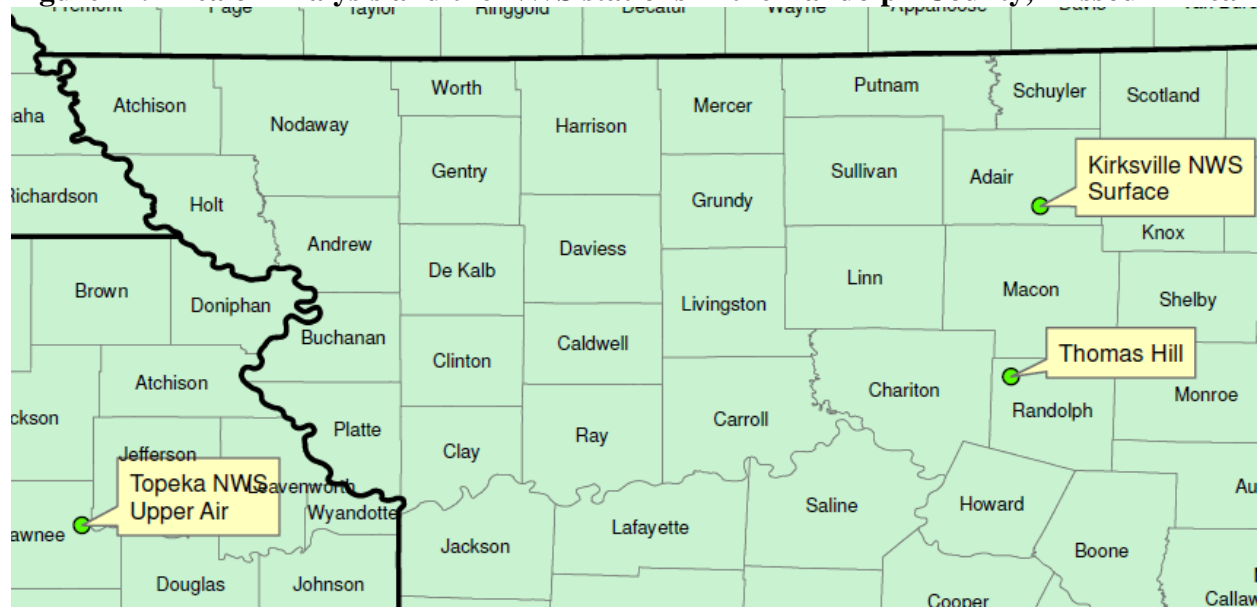 Worth
Putnam
Atchison
Mercer
Schuyler
Scotland
Nodaway
Harrison
Kirksville NWS
Surface
Gentry
Sullivan
Adair
Grundy
Holt
Knox
Andrew
Daviess
De Kalb
Linn
Macon
Brown
Doniphan
Livingston
Shelby
Buchanan
Caldwell
Thomas Hill
Clinton
Atchison
Chariton
Monroe
Randolph
Carroll
Platte
Ray
Clay
Jefferson
Topeka NWS
Upper Air
Leavenworth
Wyandotte
Saline
Howard
Lafayette
Jackson
Boone
Douglas
Johnson
Cooper